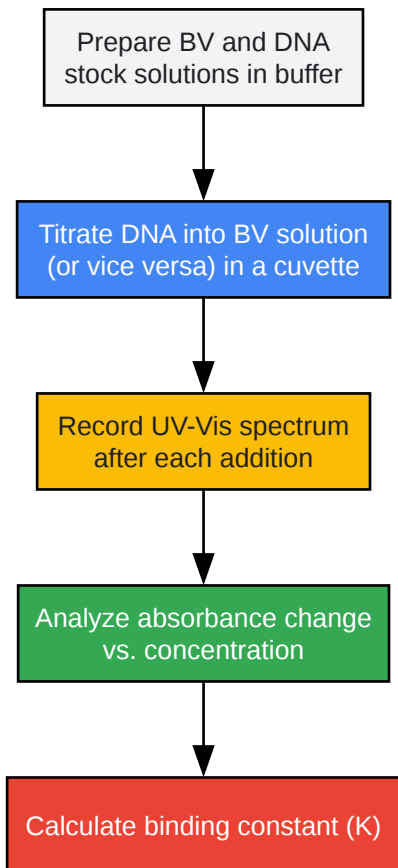 Prepare BV and DNA
stock solutions in buffer
Titrate DNA into BV solution
(or vice versa) in a cuvette
Record UV-Vis spectrum
after each addition
Analyze absorbance change
vs. concentration
Calculate binding constant (K)